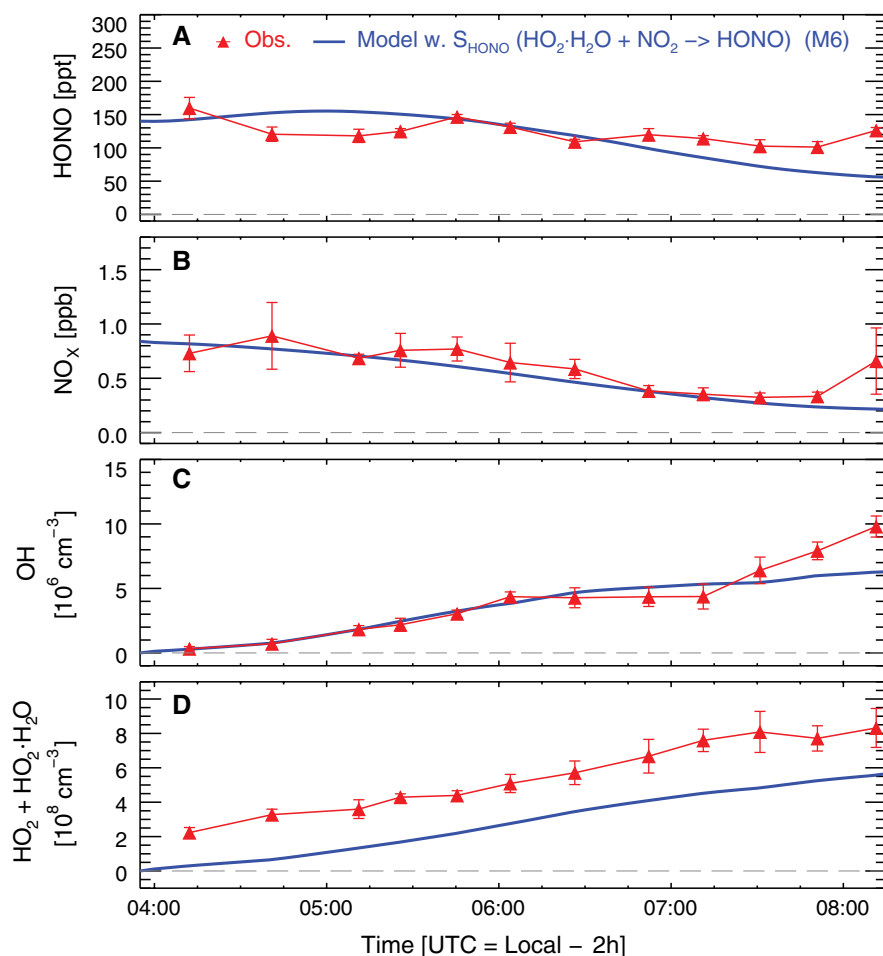 A
Obs.
Model w. S_HONO (HO2·H2O + NO2 –> HONO) (M6)
HONO [ppt]
300
250
200
150
100
50
0
B
NOX [ppb]
1.5
1.0
0.5
0.0
C
OH
[10^6 cm^−3]
15
10
5
0
D
HO2 + HO2·H2O
[10^8 cm^−3]
10
8
6
4
2
0
04:00 05:00 06:00 07:00 08:00
Time [UTC = Local – 2h]